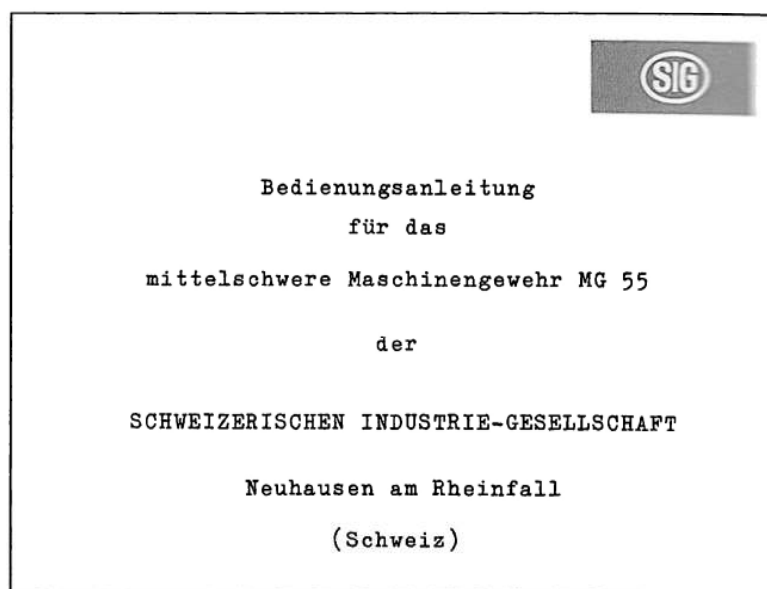 SIG
Bedienungsanleitung
für das
mittelschwere Maschinengewehr MG 55
der
SCHWEIZERISCHEN INDUSTRIE-GESELLSCHAFT
Neuhausen am Rheinfall
(Schweiz)